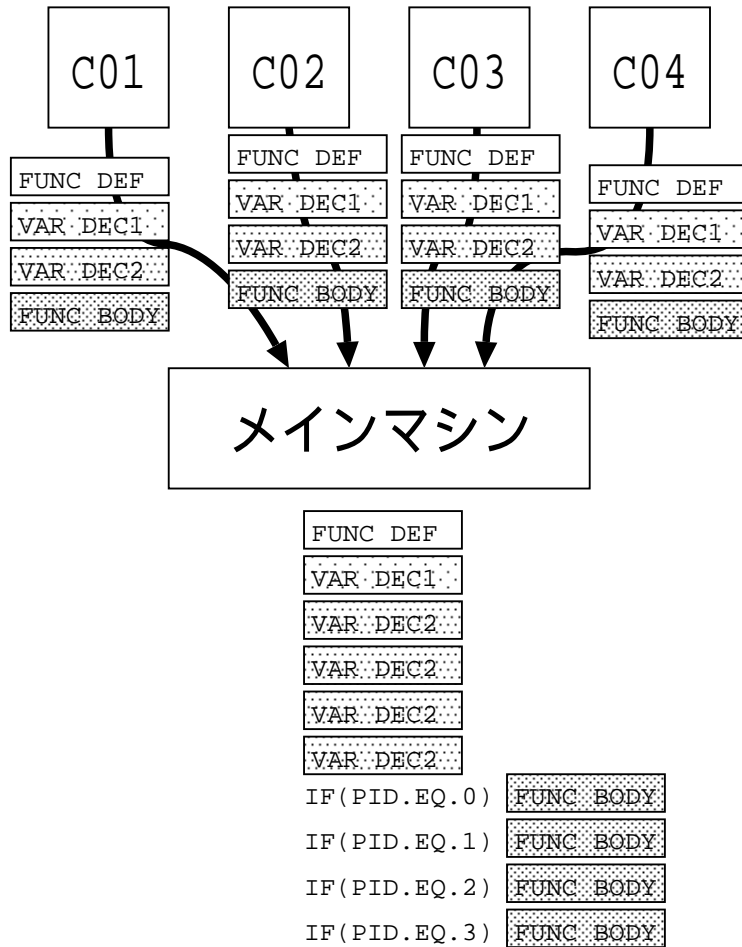 C01
C02
C03
C04
FUNC DEF
VAR DEC1
VAR DEC2
FUNC BODY
FUNC DEF
VAR DEC1
VAR DEC2
FUNC BODY
FUNC DEF
VAR DEC1
VAR DEC2
FUNC BODY
FUNC DEF
VAR DEC1
VAR DEC2
FUNC BODY
メインマシン
FUNC DEF
VAR DEC1
VAR DEC2
VAR DEC2
VAR DEC2
VAR DEC2
IF(PID.EQ.0) FUNC BODY
IF(PID.EQ.1) FUNC BODY
IF(PID.EQ.2) FUNC BODY
IF(PID.EQ.3) FUNC BODY